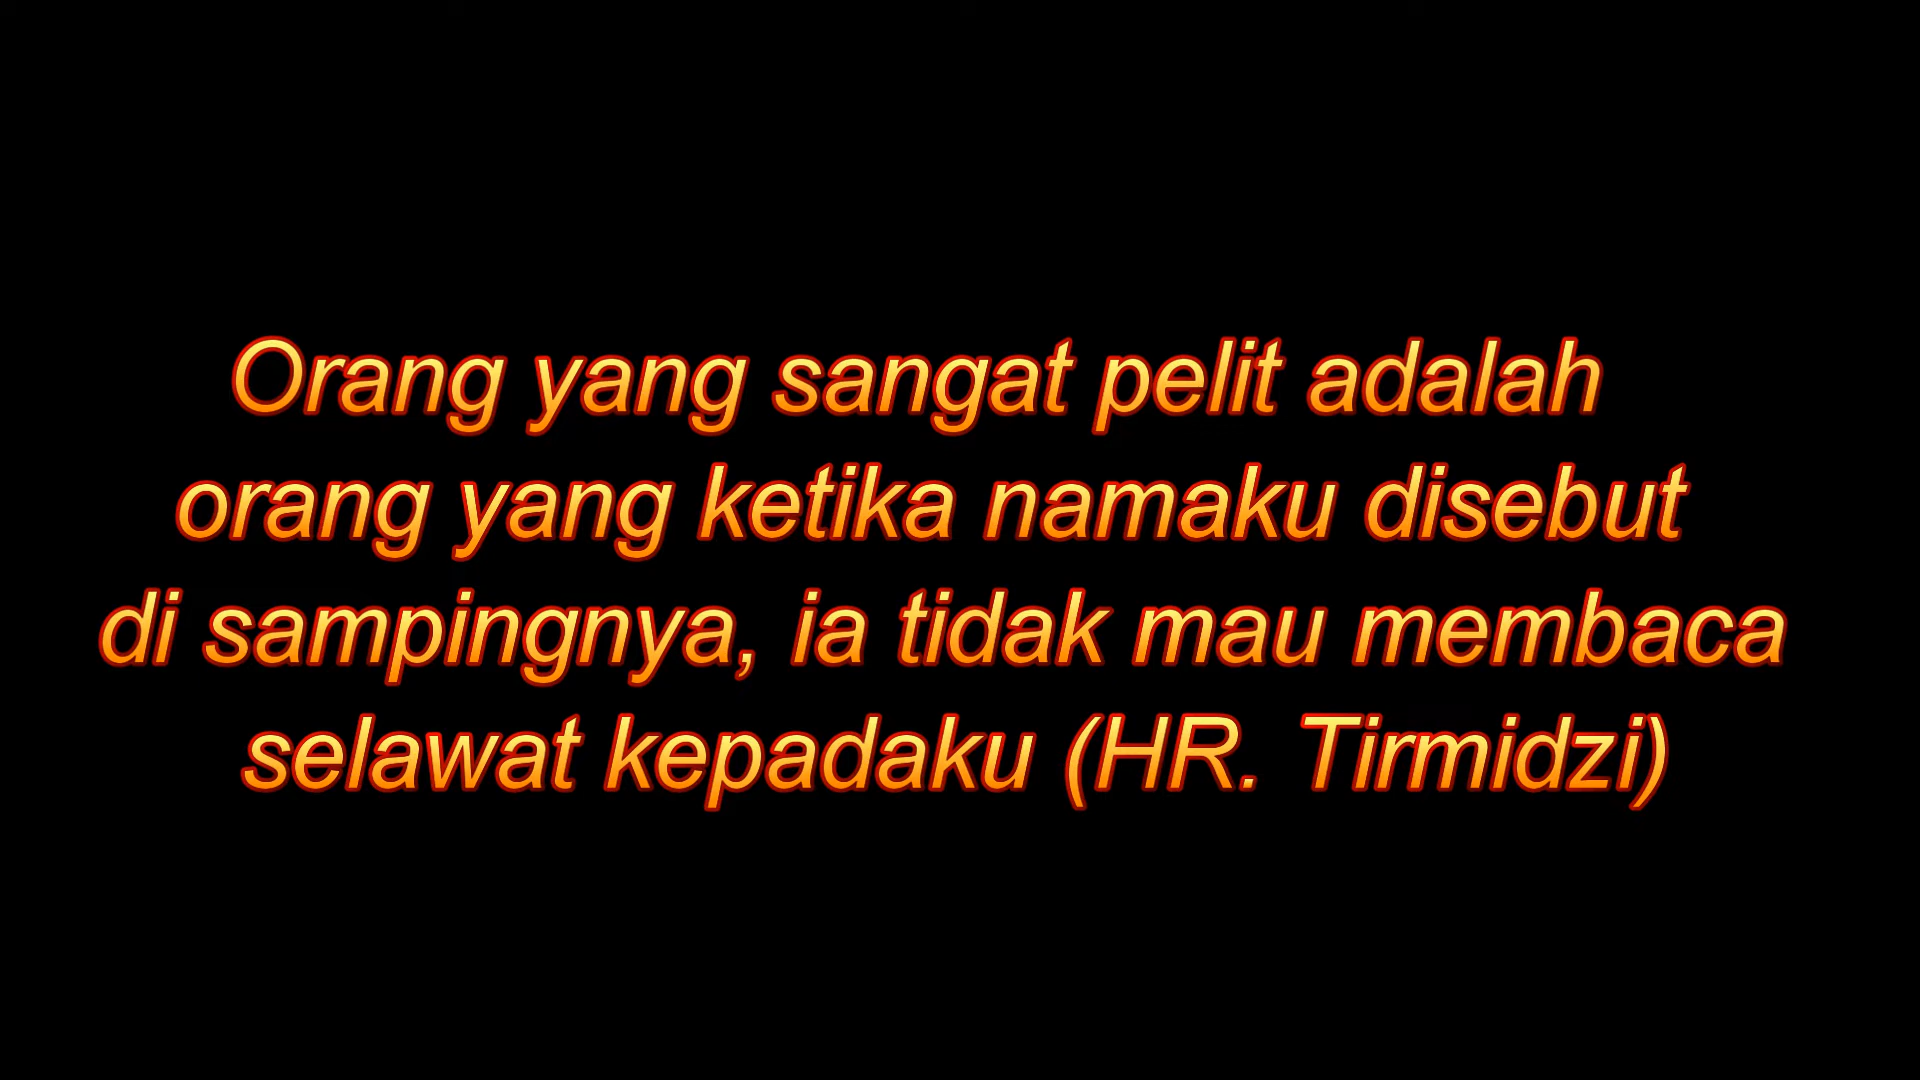 Orang yang sangat pelit adalah
orang yang ketika namaku disebut
di sampingnya, ia tidak mau membaca
selawat kepadaku (HR. Tirmidzi)